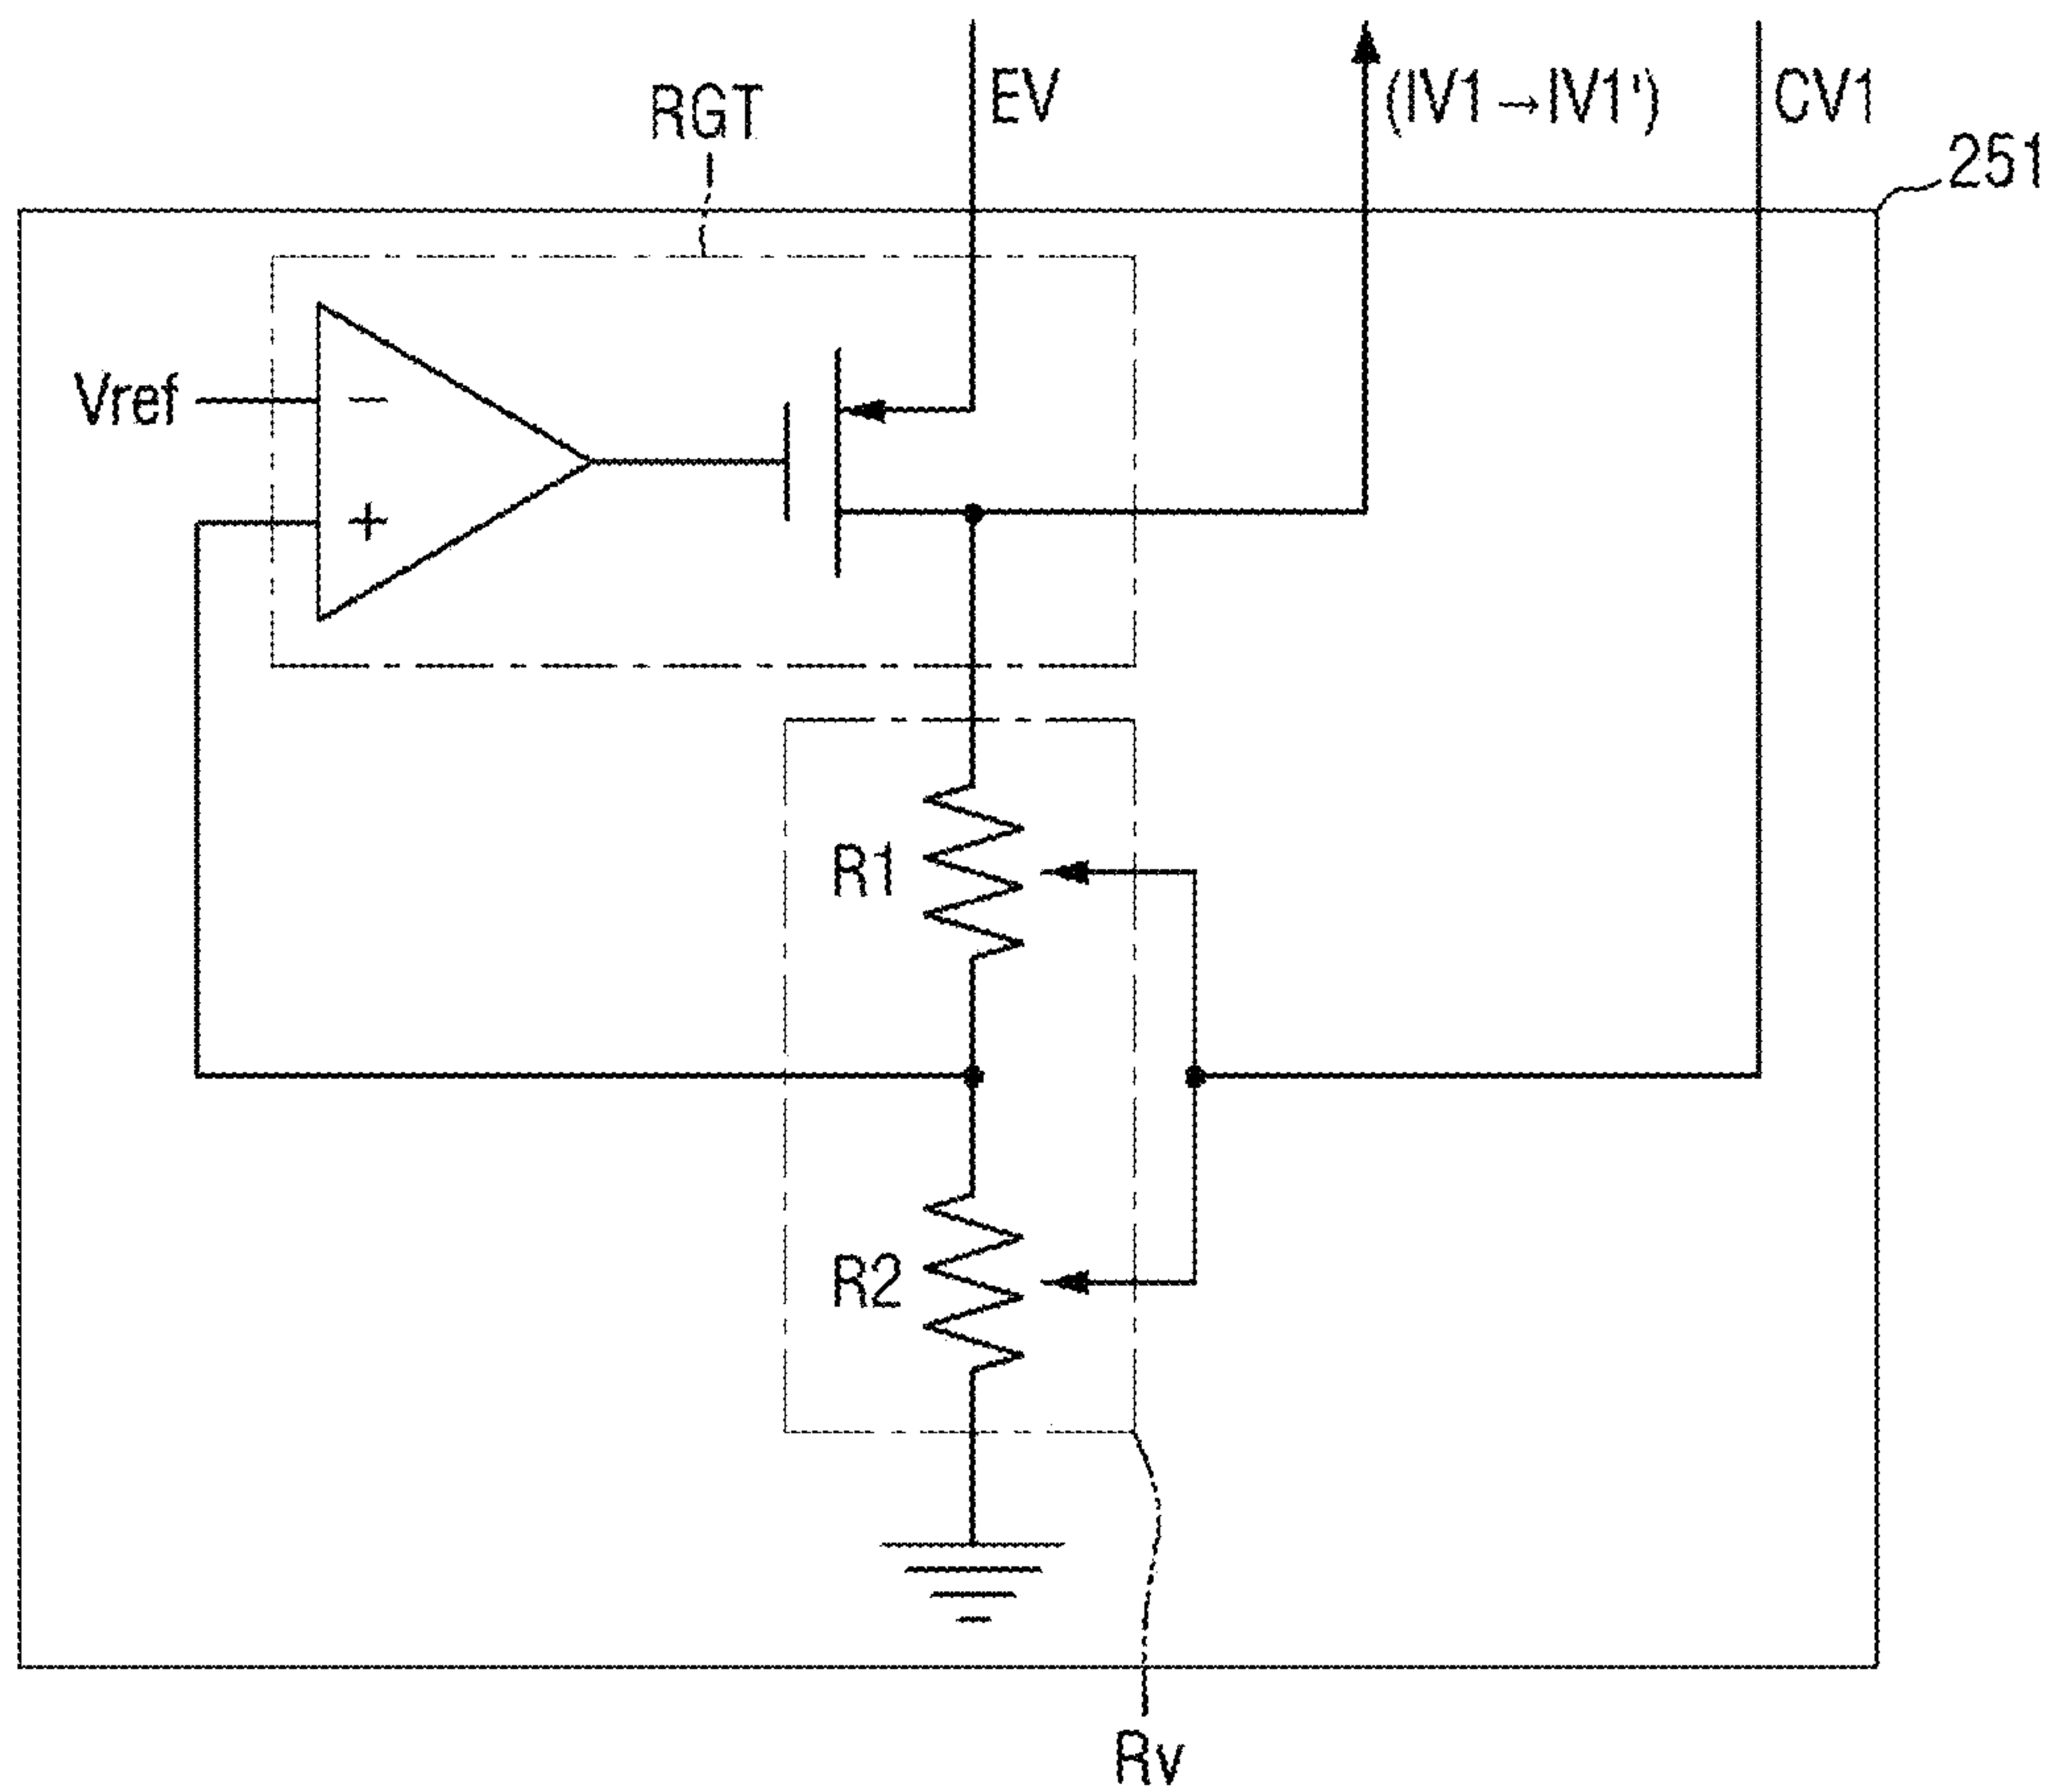 EV
(IV1→IV1')
CV1
RGT
251
Vref
−
+
R1
R2
Rv